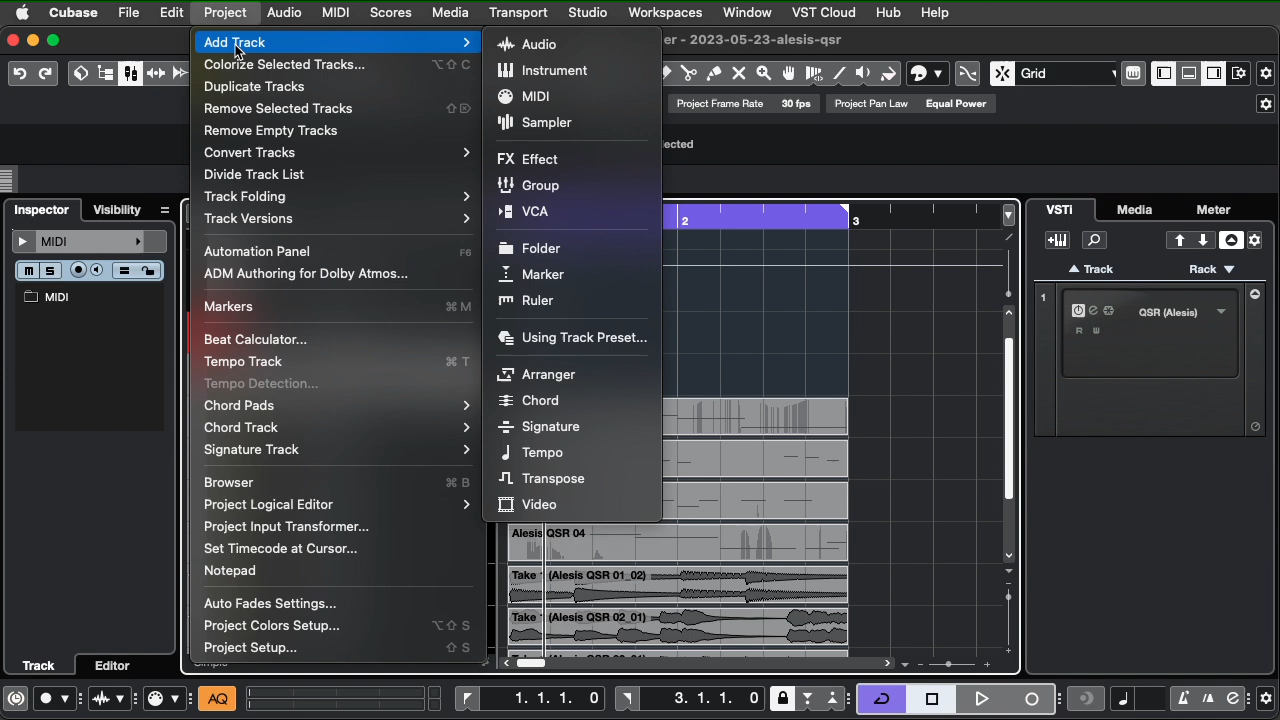 Cubase File Edit Project Audio MIDI Scores Media Transport Studio Workspaces Window VST Cloud Hub Help
er - 2023-05-23-alesis-qsr
Grid
Project Frame Rate 30 fps Project Pan Law Equal Power
ected
Inspector Visibility
MIDI
m S
MIDI
Track Editor
Add Track
Colorize Selected Tracks... ⌥⇧ C
Duplicate Tracks
Remove Selected Tracks ⇧⌦
Remove Empty Tracks
Convert Tracks
Divide Track List
Track Folding
Track Versions
Automation Panel F6
ADM Authoring for Dolby Atmos...
Markers ⌘ M
Beat Calculator...
Tempo Track ⌘ T
Tempo Detection...
Chord Pads
Chord Track
Signature Track
Browser ⌘ B
Project Logical Editor
Project Input Transformer...
Set Timecode at Cursor...
Notepad
Auto Fades Settings...
Project Colors Setup... ⌥⇧ S
Project Setup... ⇧ S
Audio
Instrument
MIDI
Sampler
FX Effect
Group
VCA
Folder
Marker
Ruler
Using Track Preset...
Arranger
Chord
Signature
Tempo
Transpose
Video
2 3
Alesis QSR 04
Take (Alesis QSR 01_02)
Take (Alesis QSR 02_01)
VSTi Media Meter
Track Rack
1
QSR (Alesis)
R W
AQ
1. 1. 1. 0
3. 1. 1. 0